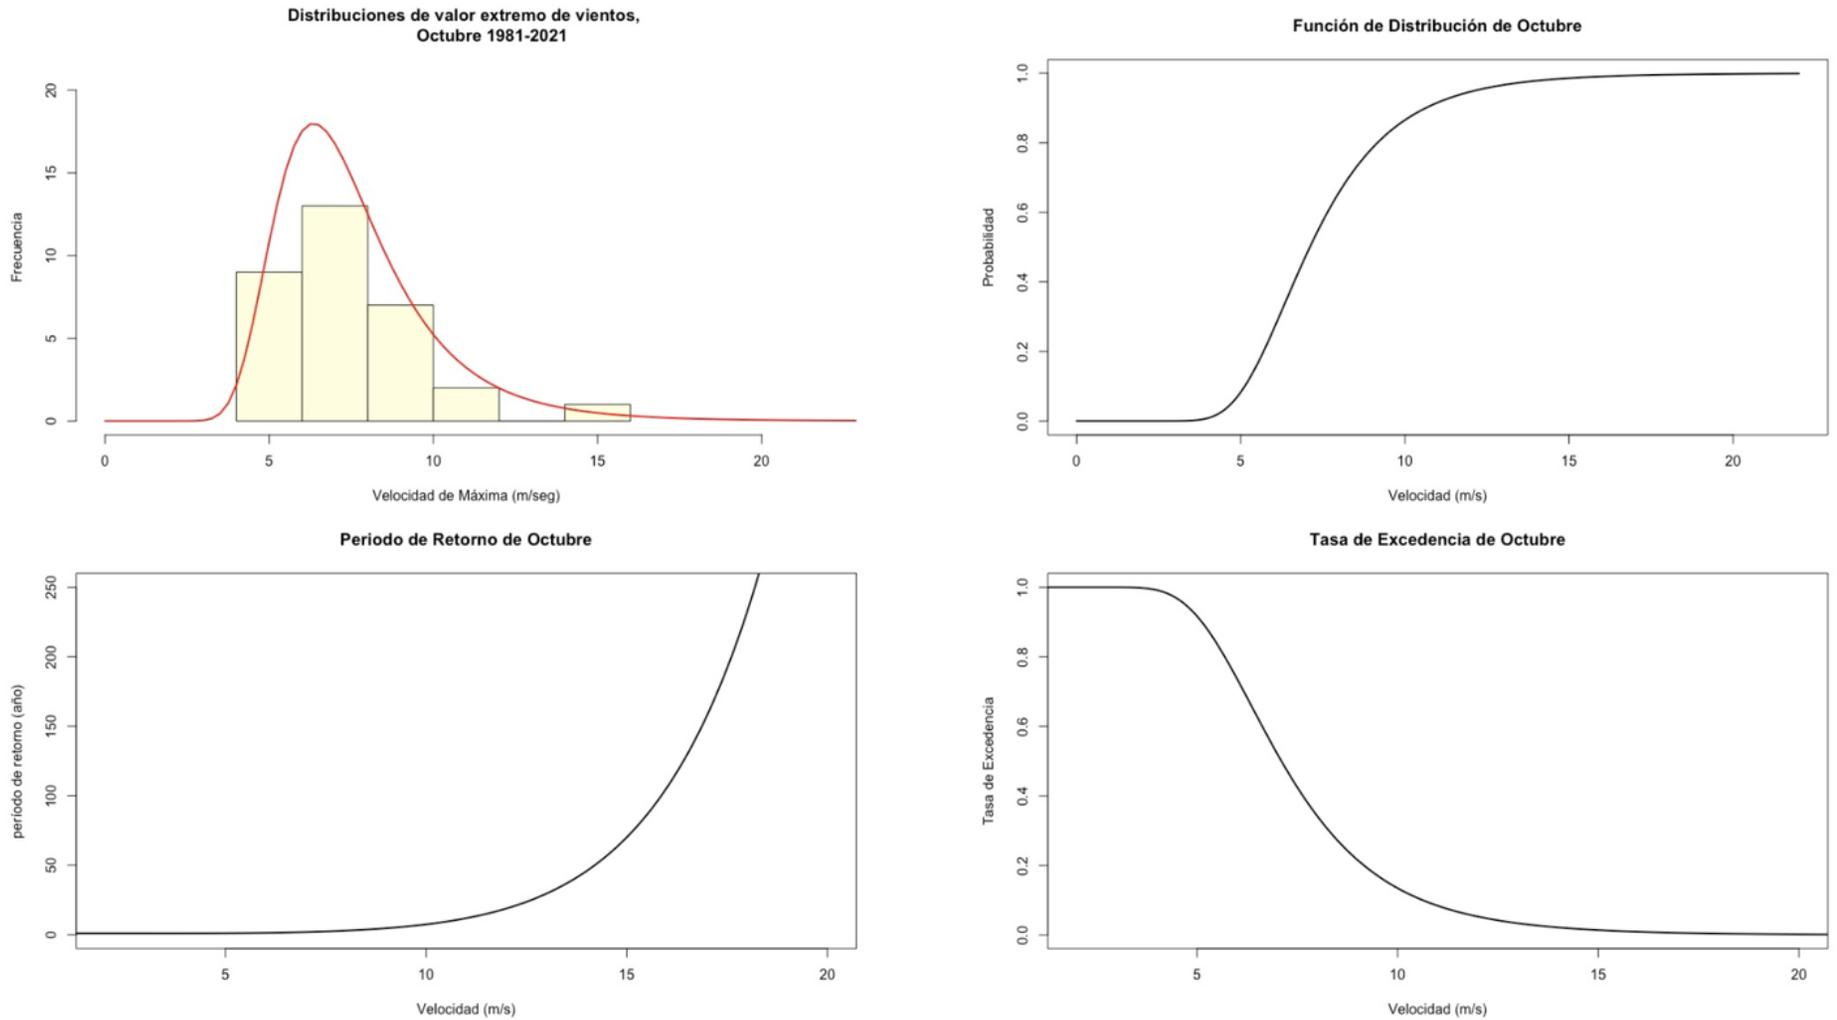 Distribuciones de valor extremo de vientos,
Octubre 1981-2021
20
15
10
5
0
Frecuencia
0 5 10 15 20
Velocidad de Máxima (m/seg)
Función de Distribución de Octubre
1.0
0.8
0.6
0.4
0.2
0.0
Probabilidad
0 5 10 15 20
Velocidad (m/s)
Periodo de Retorno de Octubre
250
200
150
100
50
0
período de retorno (año)
5 10 15 20
Velocidad (m/s)
Tasa de Excedencia de Octubre
1.0
0.8
0.6
0.4
0.2
0.0
Tasa de Excedencia
5 10 15 20
Velocidad (m/s)